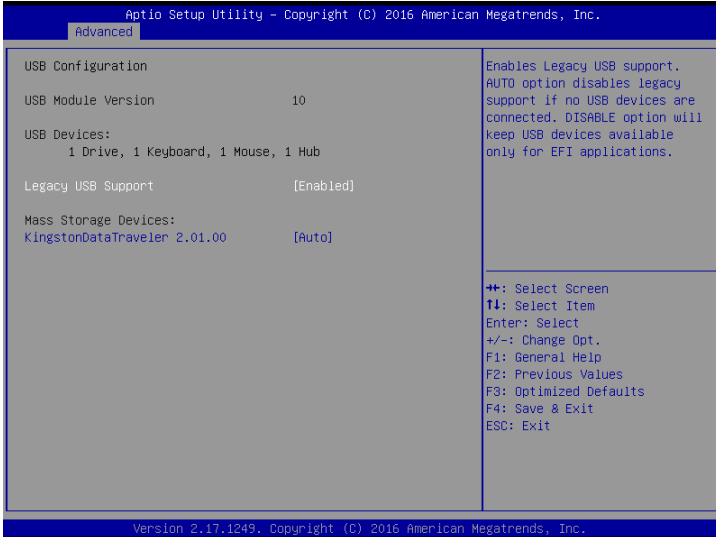 Aptio Setup Utility – Copyright (C) 2016 American Megatrends, Inc.
Advanced
USB Configuration
USB Module Version 10
USB Devices:
1 Drive, 1 Keyboard, 1 Mouse, 1 Hub
Legacy USB Support [Enabled]
Mass Storage Devices:
KingstonDataTraveler 2.01.00 [Auto]
Enables Legacy USB support.
AUTO option disables legacy
support if no USB devices are
connected. DISABLE option will
keep USB devices available
only for EFI applications.
→←: Select Screen
↑↓: Select Item
Enter: Select
+/-: Change Opt.
F1: General Help
F2: Previous Values
F3: Optimized Defaults
F4: Save & Exit
ESC: Exit
Version 2.17.1249. Copyright (C) 2016 American Megatrends, Inc.